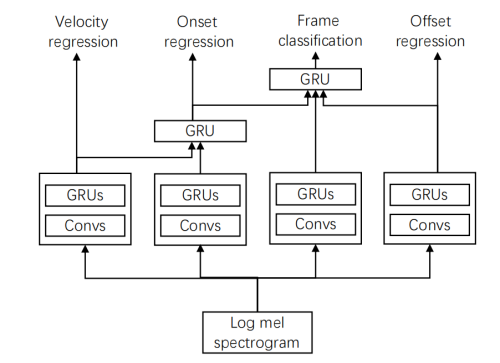 Velocity
regression
Onset
regression
Frame
classification
Offset
regression
GRU
GRU
GRUs
Convs
GRUs
Convs
GRUs
Convs
GRUs
Convs
Log mel
spectrogram